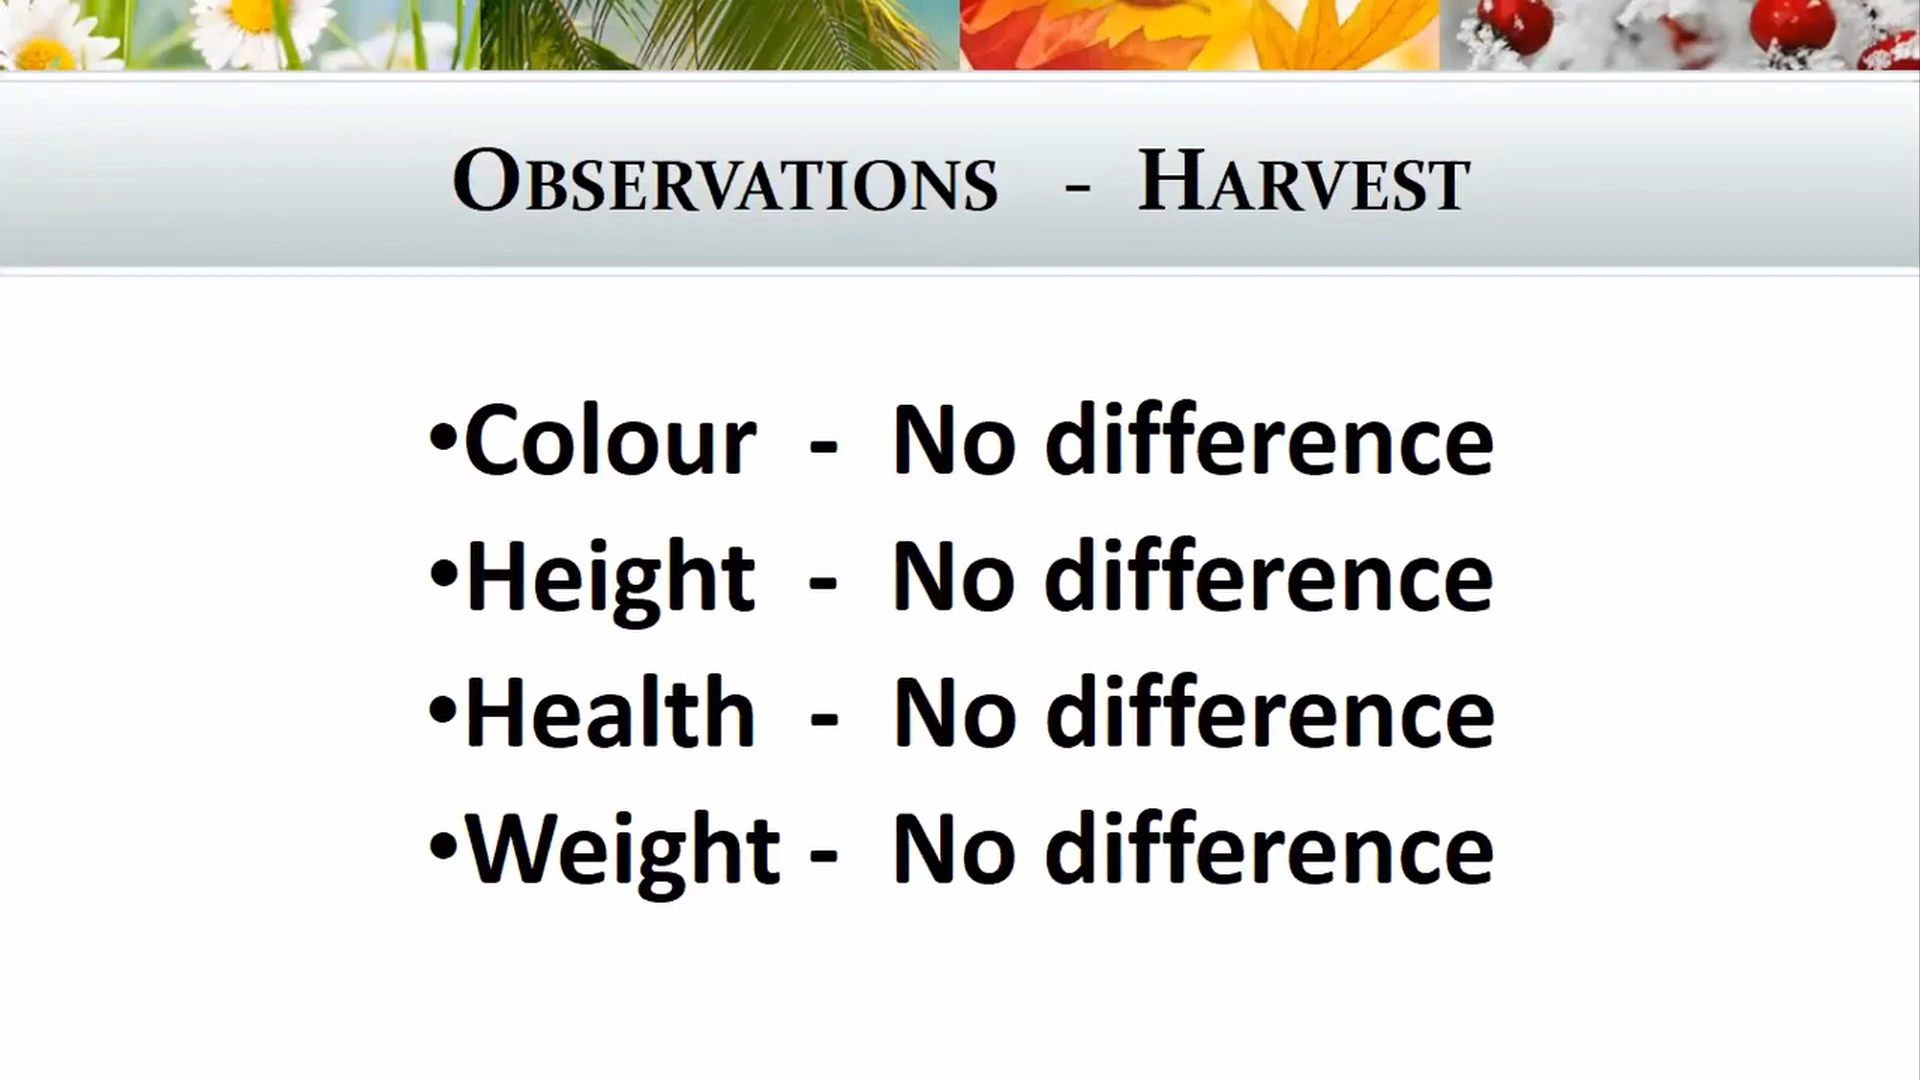 Observations - Harvest
•Colour - No difference
•Height - No difference
•Health - No difference
•Weight - No difference